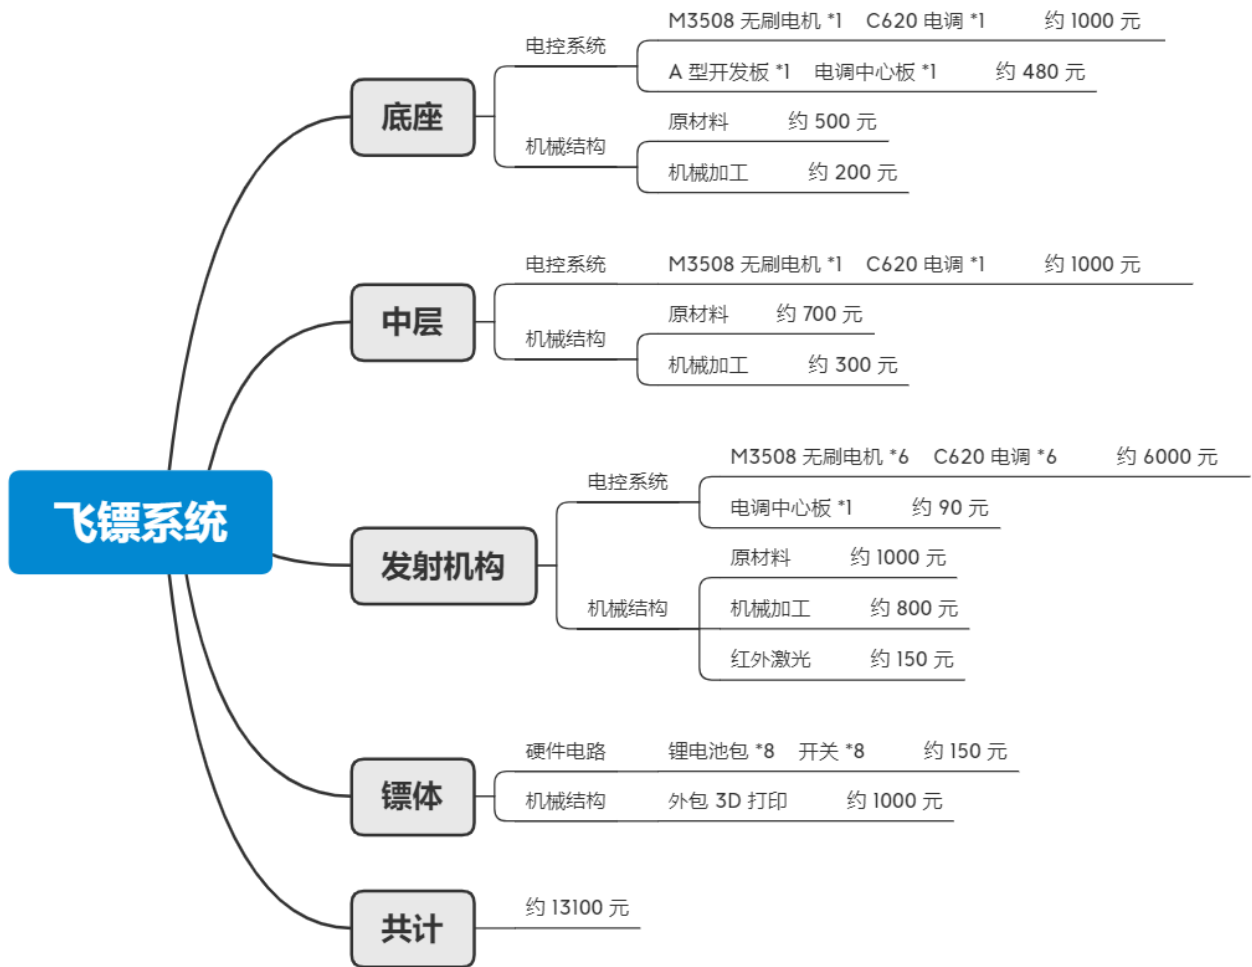 飞镖系统
底座
电控系统
M3508 无刷电机 *1 C620 电调 *1 约 1000 元
A 型开发板 *1 电调中心板 *1 约 480 元
机械结构
原材料 约 500 元
机械加工 约 200 元
中层
电控系统
M3508 无刷电机 *1 C620 电调 *1 约 1000 元
机械结构
原材料 约 700 元
机械加工 约 300 元
发射机构
电控系统
M3508 无刷电机 *6 C620 电调 *6 约 6000 元
电调中心板 *1 约 90 元
机械结构
原材料 约 1000 元
机械加工 约 800 元
红外激光 约 150 元
镖体
硬件电路
锂电池包 *8 开关 *8 约 150 元
机械结构
外包 3D 打印 约 1000 元
共计
约 13100 元